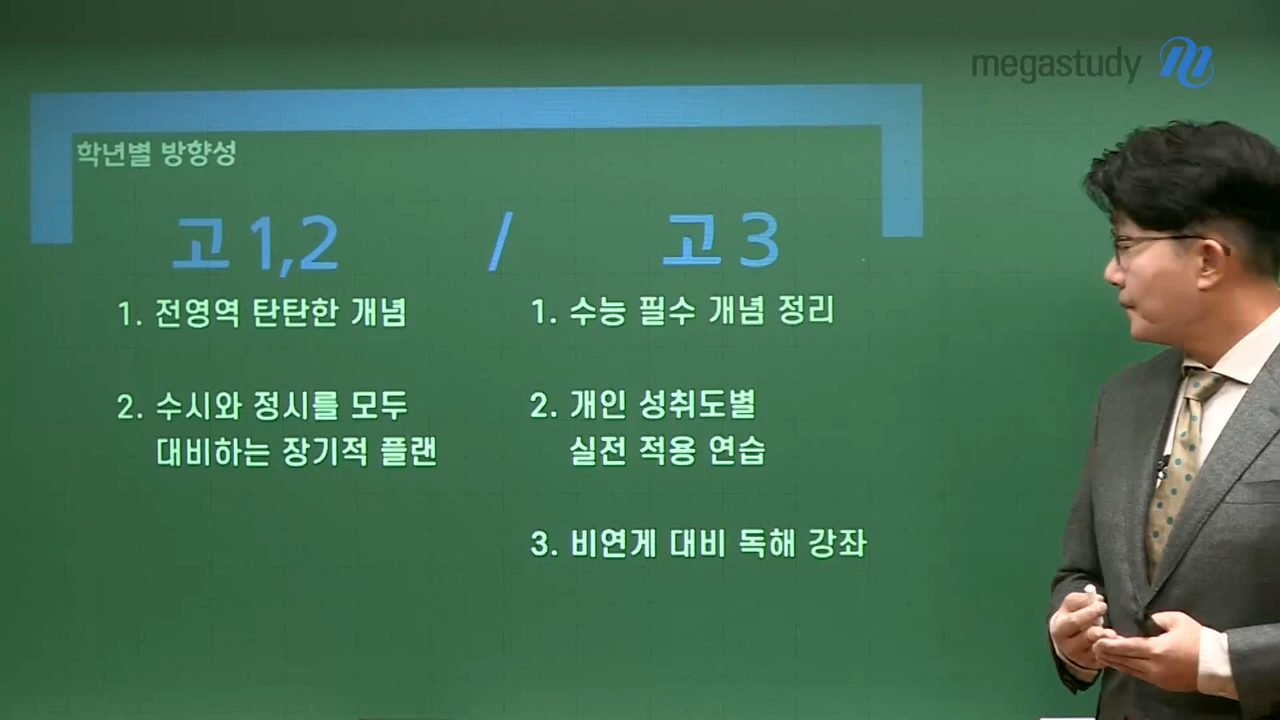 megastudy
학년별 방향성
고 1,2 / 고 3
1. 전영역 탄탄한 개념
2. 수시와 정시를 모두
대비하는 장기적 플랜
1. 수능 필수 개념 정리
2. 개인 성취도별
실전 적용 연습
3. 비연게 대비 독해 강좌